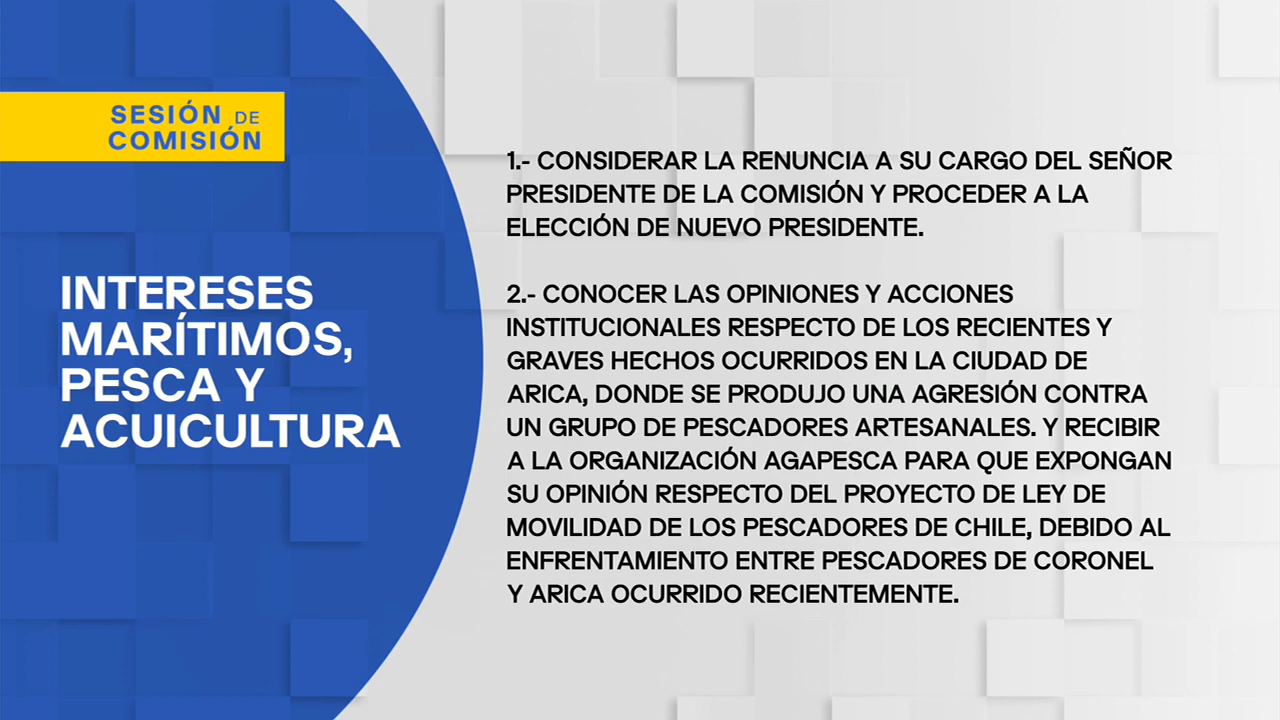 SESIÓN DE
COMISIÓN
INTERESES
MARÍTIMOS,
PESCA Y
ACUICULTURA
1.- CONSIDERAR LA RENUNCIA A SU CARGO DEL SEÑOR
PRESIDENTE DE LA COMISIÓN Y PROCEDER A LA
ELECCIÓN DE NUEVO PRESIDENTE.
2.- CONOCER LAS OPINIONES Y ACCIONES
INSTITUCIONALES RESPECTO DE LOS RECIENTES Y
GRAVES HECHOS OCURRIDOS EN LA CIUDAD DE
ARICA, DONDE SE PRODUJO UNA AGRESIÓN CONTRA
UN GRUPO DE PESCADORES ARTESANALES. Y RECIBIR
A LA ORGANIZACIÓN AGAPESCA PARA QUE EXPONGAN
SU OPINIÓN RESPECTO DEL PROYECTO DE LEY DE
MOVILIDAD DE LOS PESCADORES DE CHILE, DEBIDO AL
ENFRENTAMIENTO ENTRE PESCADORES DE CORONEL
Y ARICA OCURRIDO RECIENTEMENTE.